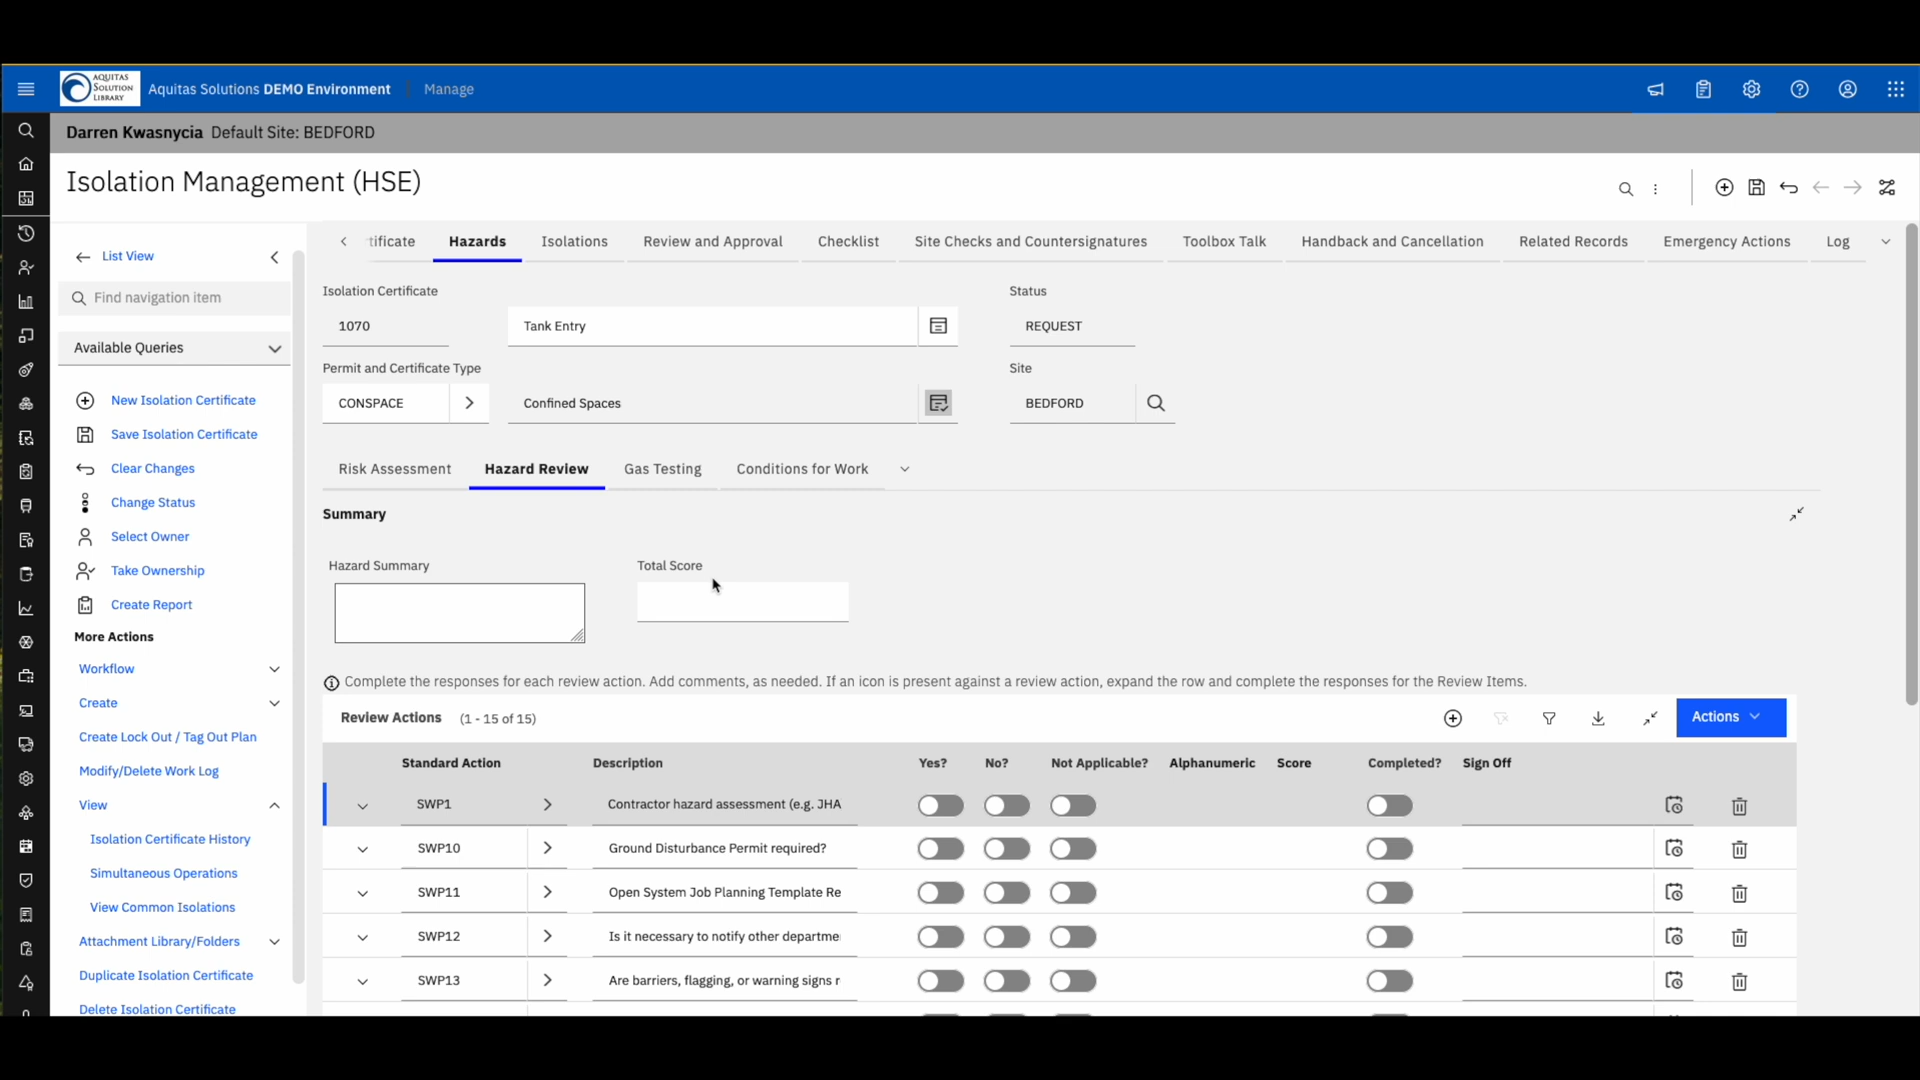 AQUITAS
SOLUTION
LIBRARY
Aquitas Solutions DEMO Environment
Manage
Darren Kwasnycia Default Site: BEDFORD
Isolation Management (HSE)
List View
Find navigation item
Available Queries
New Isolation Certificate
Save Isolation Certificate
Clear Changes
Change Status
Select Owner
Take Ownership
Create Report
More Actions
Workflow
Create
Create Lock Out / Tag Out Plan
Modify/Delete Work Log
View
Isolation Certificate History
Simultaneous Operations
View Common Isolations
Attachment Library/Folders
Duplicate Isolation Certificate
Delete Isolation Certificate
tificate Hazards Isolations Review and Approval Checklist Site Checks and Countersignatures Toolbox Talk Handback and Cancellation Related Records Emergency Actions Log
Isolation Certificate Status
1070 Tank Entry REQUEST
Permit and Certificate Type Site
CONSPACE Confined Spaces BEDFORD
Risk Assessment Hazard Review Gas Testing Conditions for Work
Summary
Hazard Summary Total Score
Complete the responses for each review action. Add comments, as needed. If an icon is present against a review action, expand the row and complete the responses for the Review Items.
Review Actions (1 - 15 of 15) Actions
Standard Action Description Yes? No? Not Applicable? Alphanumeric Score Completed? Sign Off
SWP1 Contractor hazard assessment (e.g. JHA
SWP10 Ground Disturbance Permit required?
SWP11 Open System Job Planning Template Re
SWP12 Is it necessary to notify other departme
SWP13 Are barriers, flagging, or warning signs r